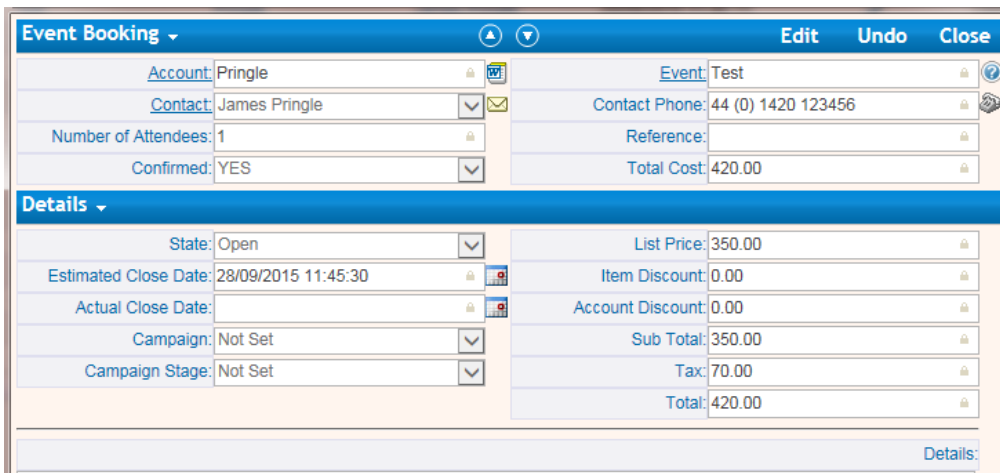 Event Booking Edit Undo Close
Account: Pringle Event: Test
Contact: James Pringle Contact Phone: 44 (0) 1420 123456
Number of Attendees: 1 Reference:
Confirmed: YES Total Cost: 420.00
Details
State: Open List Price: 350.00
Estimated Close Date: 28/09/2015 11:45:30 Item Discount: 0.00
Actual Close Date: Account Discount: 0.00
Campaign: Not Set Sub Total: 350.00
Campaign Stage: Not Set Tax: 70.00
Total: 420.00
Details: